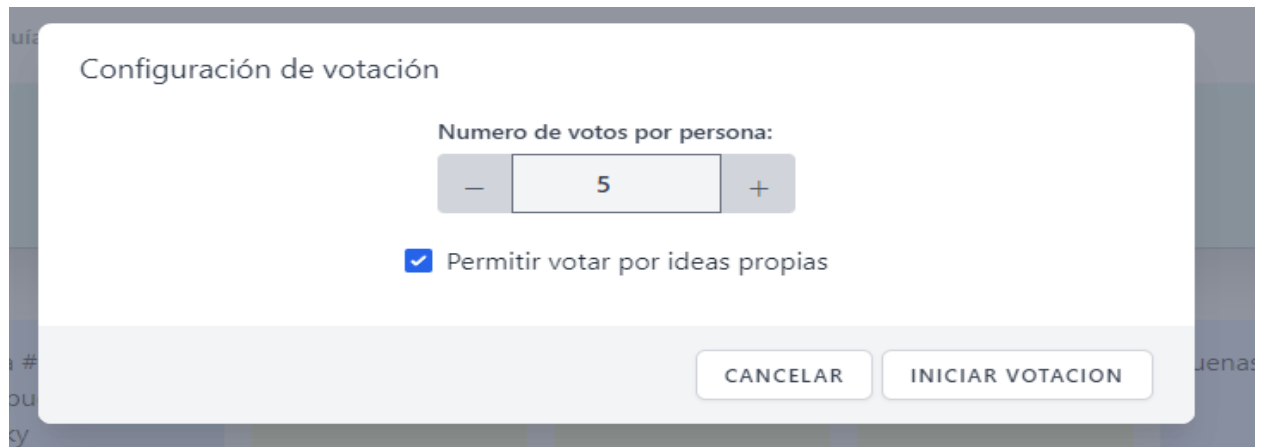 Configuración de votación
Numero de votos por persona:
– 5 +
Permitir votar por ideas propias
CANCELAR INICIAR VOTACION